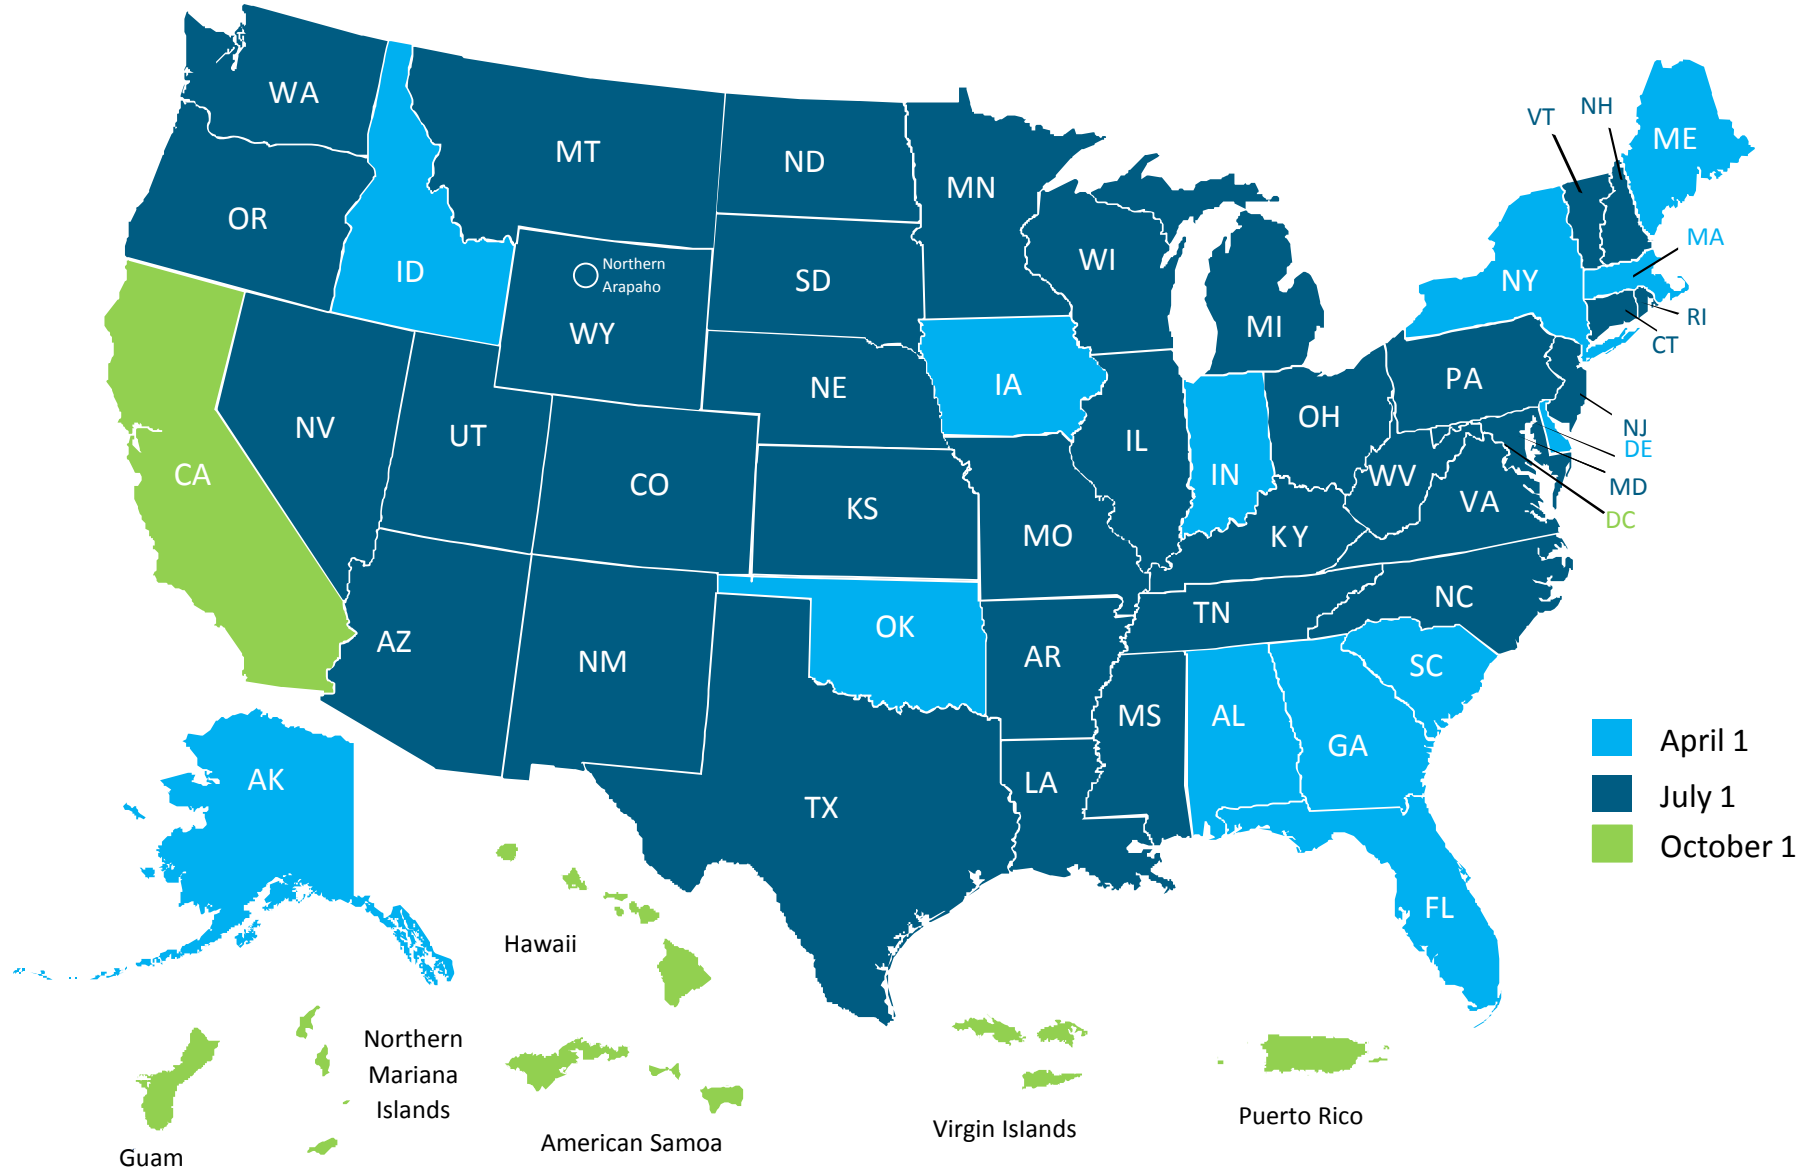 WA
MT
ND
MN
VT
NH
ME
OR
ID
Northern
Arapaho
WY
SD
WI
MI
NY
MA
RI
CT
NV
UT
NE
IA
IL
IN
OH
PA
NJ
DE
MD
DC
CA
CO
KS
MO
KY
WV
VA
AZ
NM
OK
AR
TN
NC
SC
MS
AL
GA
LA
TX
FL
AK
April 1
July 1
October 1
Hawaii
Guam
Northern
Mariana
Islands
American Samoa
Virgin Islands
Puerto Rico